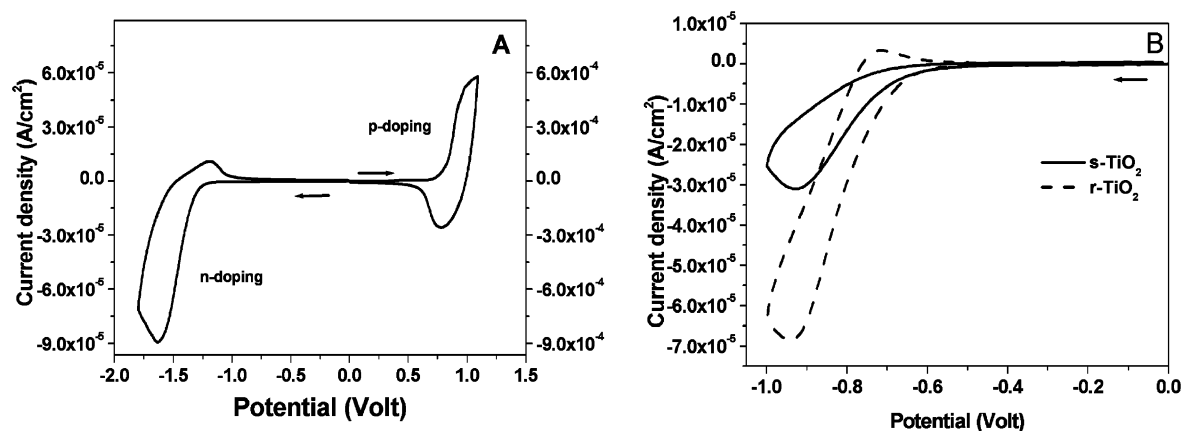 A
Current density (A/cm²)
6.0x10⁻⁵
3.0x10⁻⁵
0.0
-3.0x10⁻⁵
-6.0x10⁻⁵
-9.0x10⁻⁵
6.0x10⁻⁴
3.0x10⁻⁴
0.0
-3.0x10⁻⁴
-6.0x10⁻⁴
-9.0x10⁻⁴
p-doping
n-doping
-2.0 -1.5 -1.0 -0.5 0.0 0.5 1.0 1.5
Potential (Volt)
B
Current density (A/cm²)
1.0x10⁻⁵
0.0
-1.0x10⁻⁵
-2.0x10⁻⁵
-3.0x10⁻⁵
-4.0x10⁻⁵
-5.0x10⁻⁵
-6.0x10⁻⁵
-7.0x10⁻⁵
s-TiO₂
r-TiO₂
-1.0 -0.8 -0.6 -0.4 -0.2 0.0
Potential (Volt)